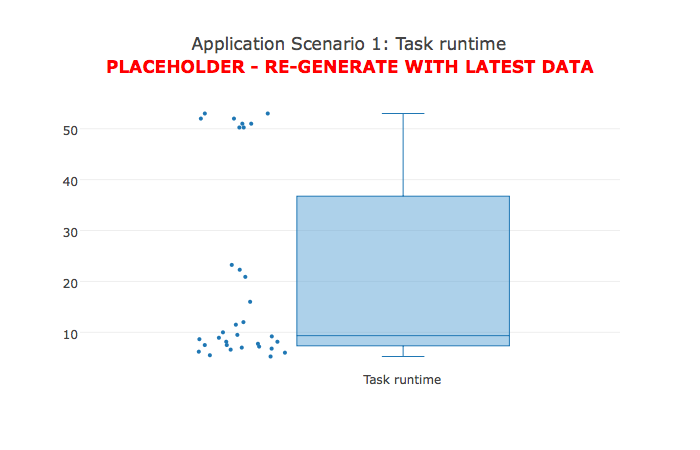 Application Scenario 1: Task runtime
PLACEHOLDER - RE-GENERATE WITH LATEST DATA
50
40
30
20
10
Task runtime